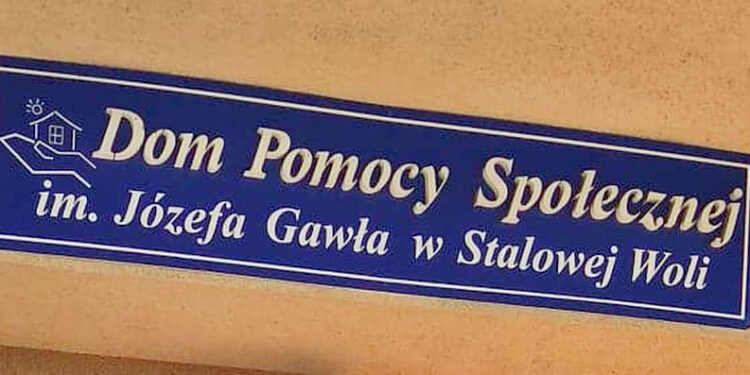 Dom Pomocy Społecznej
im. Józefa Gawła w Stalowej Woli